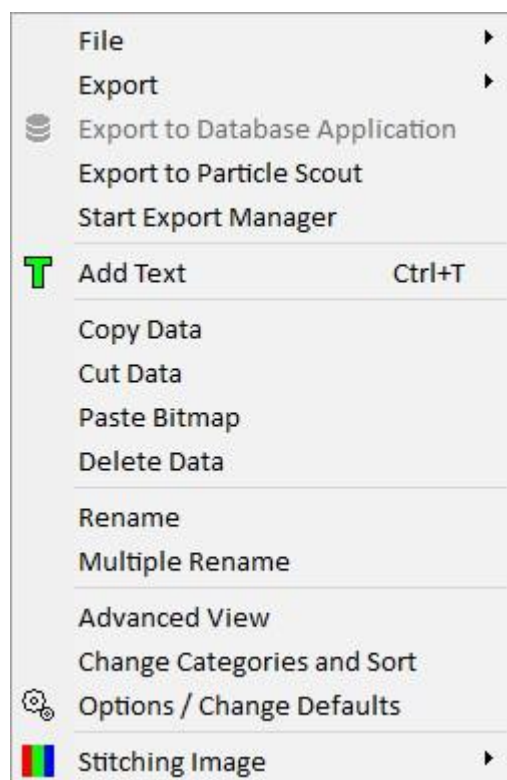 File
Export
Export to Database Application
Export to Particle Scout
Start Export Manager
Add Text Ctrl+T
Copy Data
Cut Data
Paste Bitmap
Delete Data
Rename
Multiple Rename
Advanced View
Change Categories and Sort
Options / Change Defaults
Stitching Image